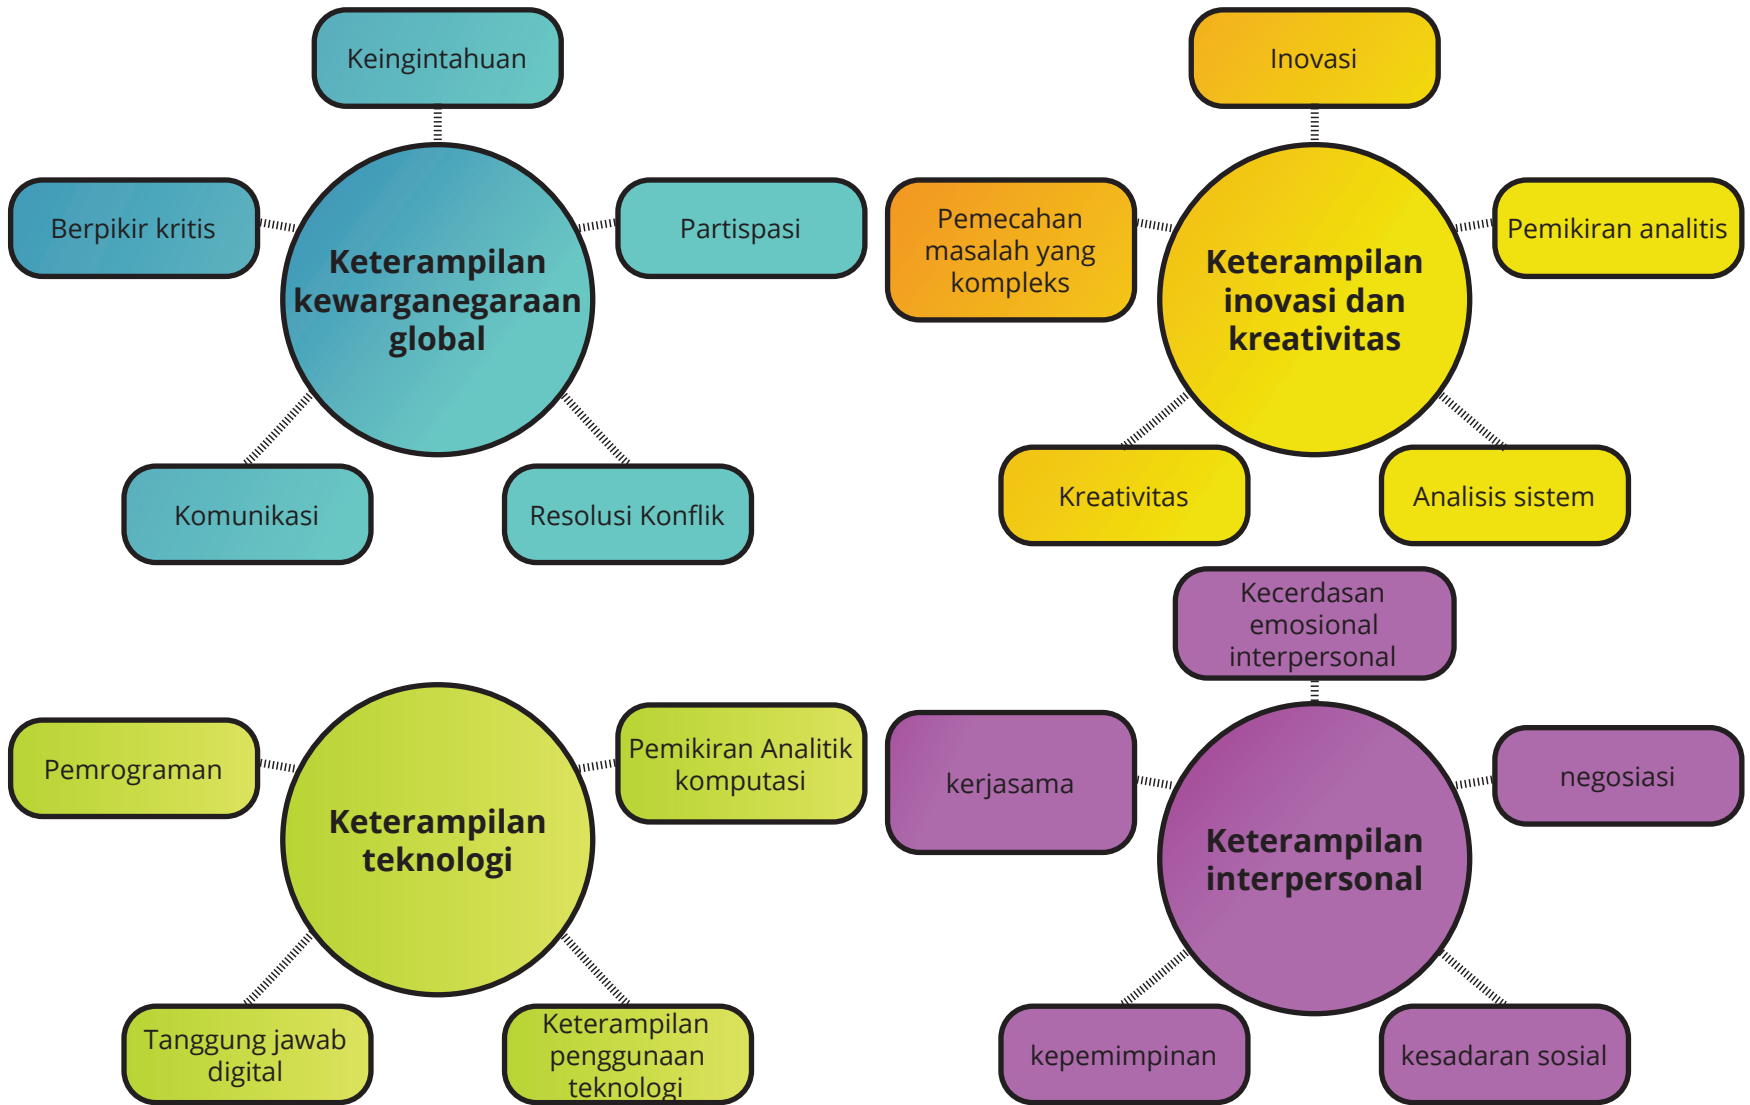 Keingintahuan
Berpikir kritis
Partispasi
Keterampilan
kewarganegaraan
global
Komunikasi
Resolusi Konflik
Inovasi
Pemecahan
masalah yang
kompleks
Pemikiran analitis
Keterampilan
inovasi dan
kreativitas
Kreativitas
Analisis sistem
Pemrograman
Pemikiran Analitik
komputasi
Keterampilan
teknologi
Tanggung jawab
digital
Keterampilan
penggunaan
teknologi
Kecerdasan
emosional
interpersonal
kerjasama
negosiasi
Keterampilan
interpersonal
kepemimpinan
kesadaran sosial